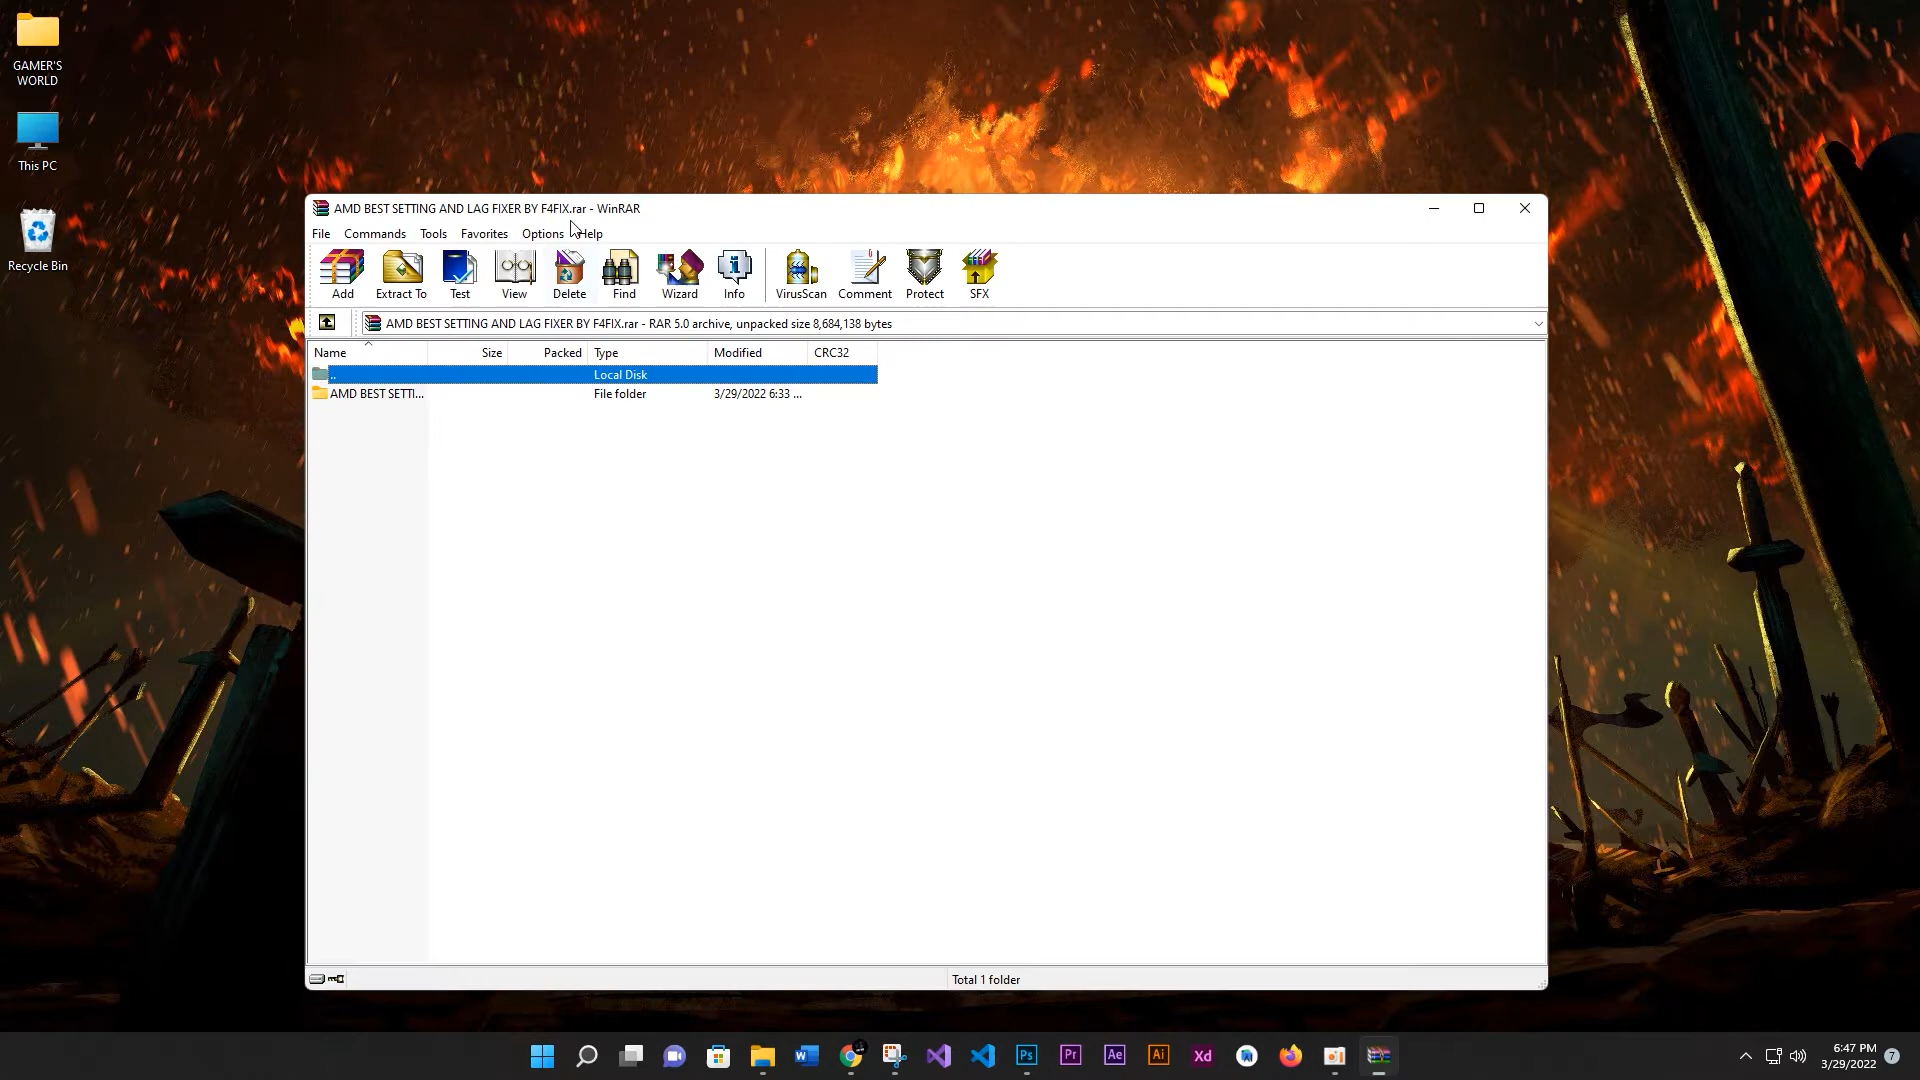 GAMER'S
WORLD
This PC
Recycle Bin
AMD BEST SETTING AND LAG FIXER BY F4FIX.rar - WinRAR
File Commands Tools Favorites Options Help
Add Extract To Test View Delete Find Wizard Info VirusScan Comment Protect SFX
AMD BEST SETTING AND LAG FIXER BY F4FIX.rar - RAR 5.0 archive, unpacked size 8,684,138 bytes
Name Size Packed Type Modified CRC32
.. Local Disk
AMD BEST SETTI... File folder 3/29/2022 6:33 ...
Total 1 folder
W Ps Pr Ae Ai Xd
6:47 PM
3/29/2022 7